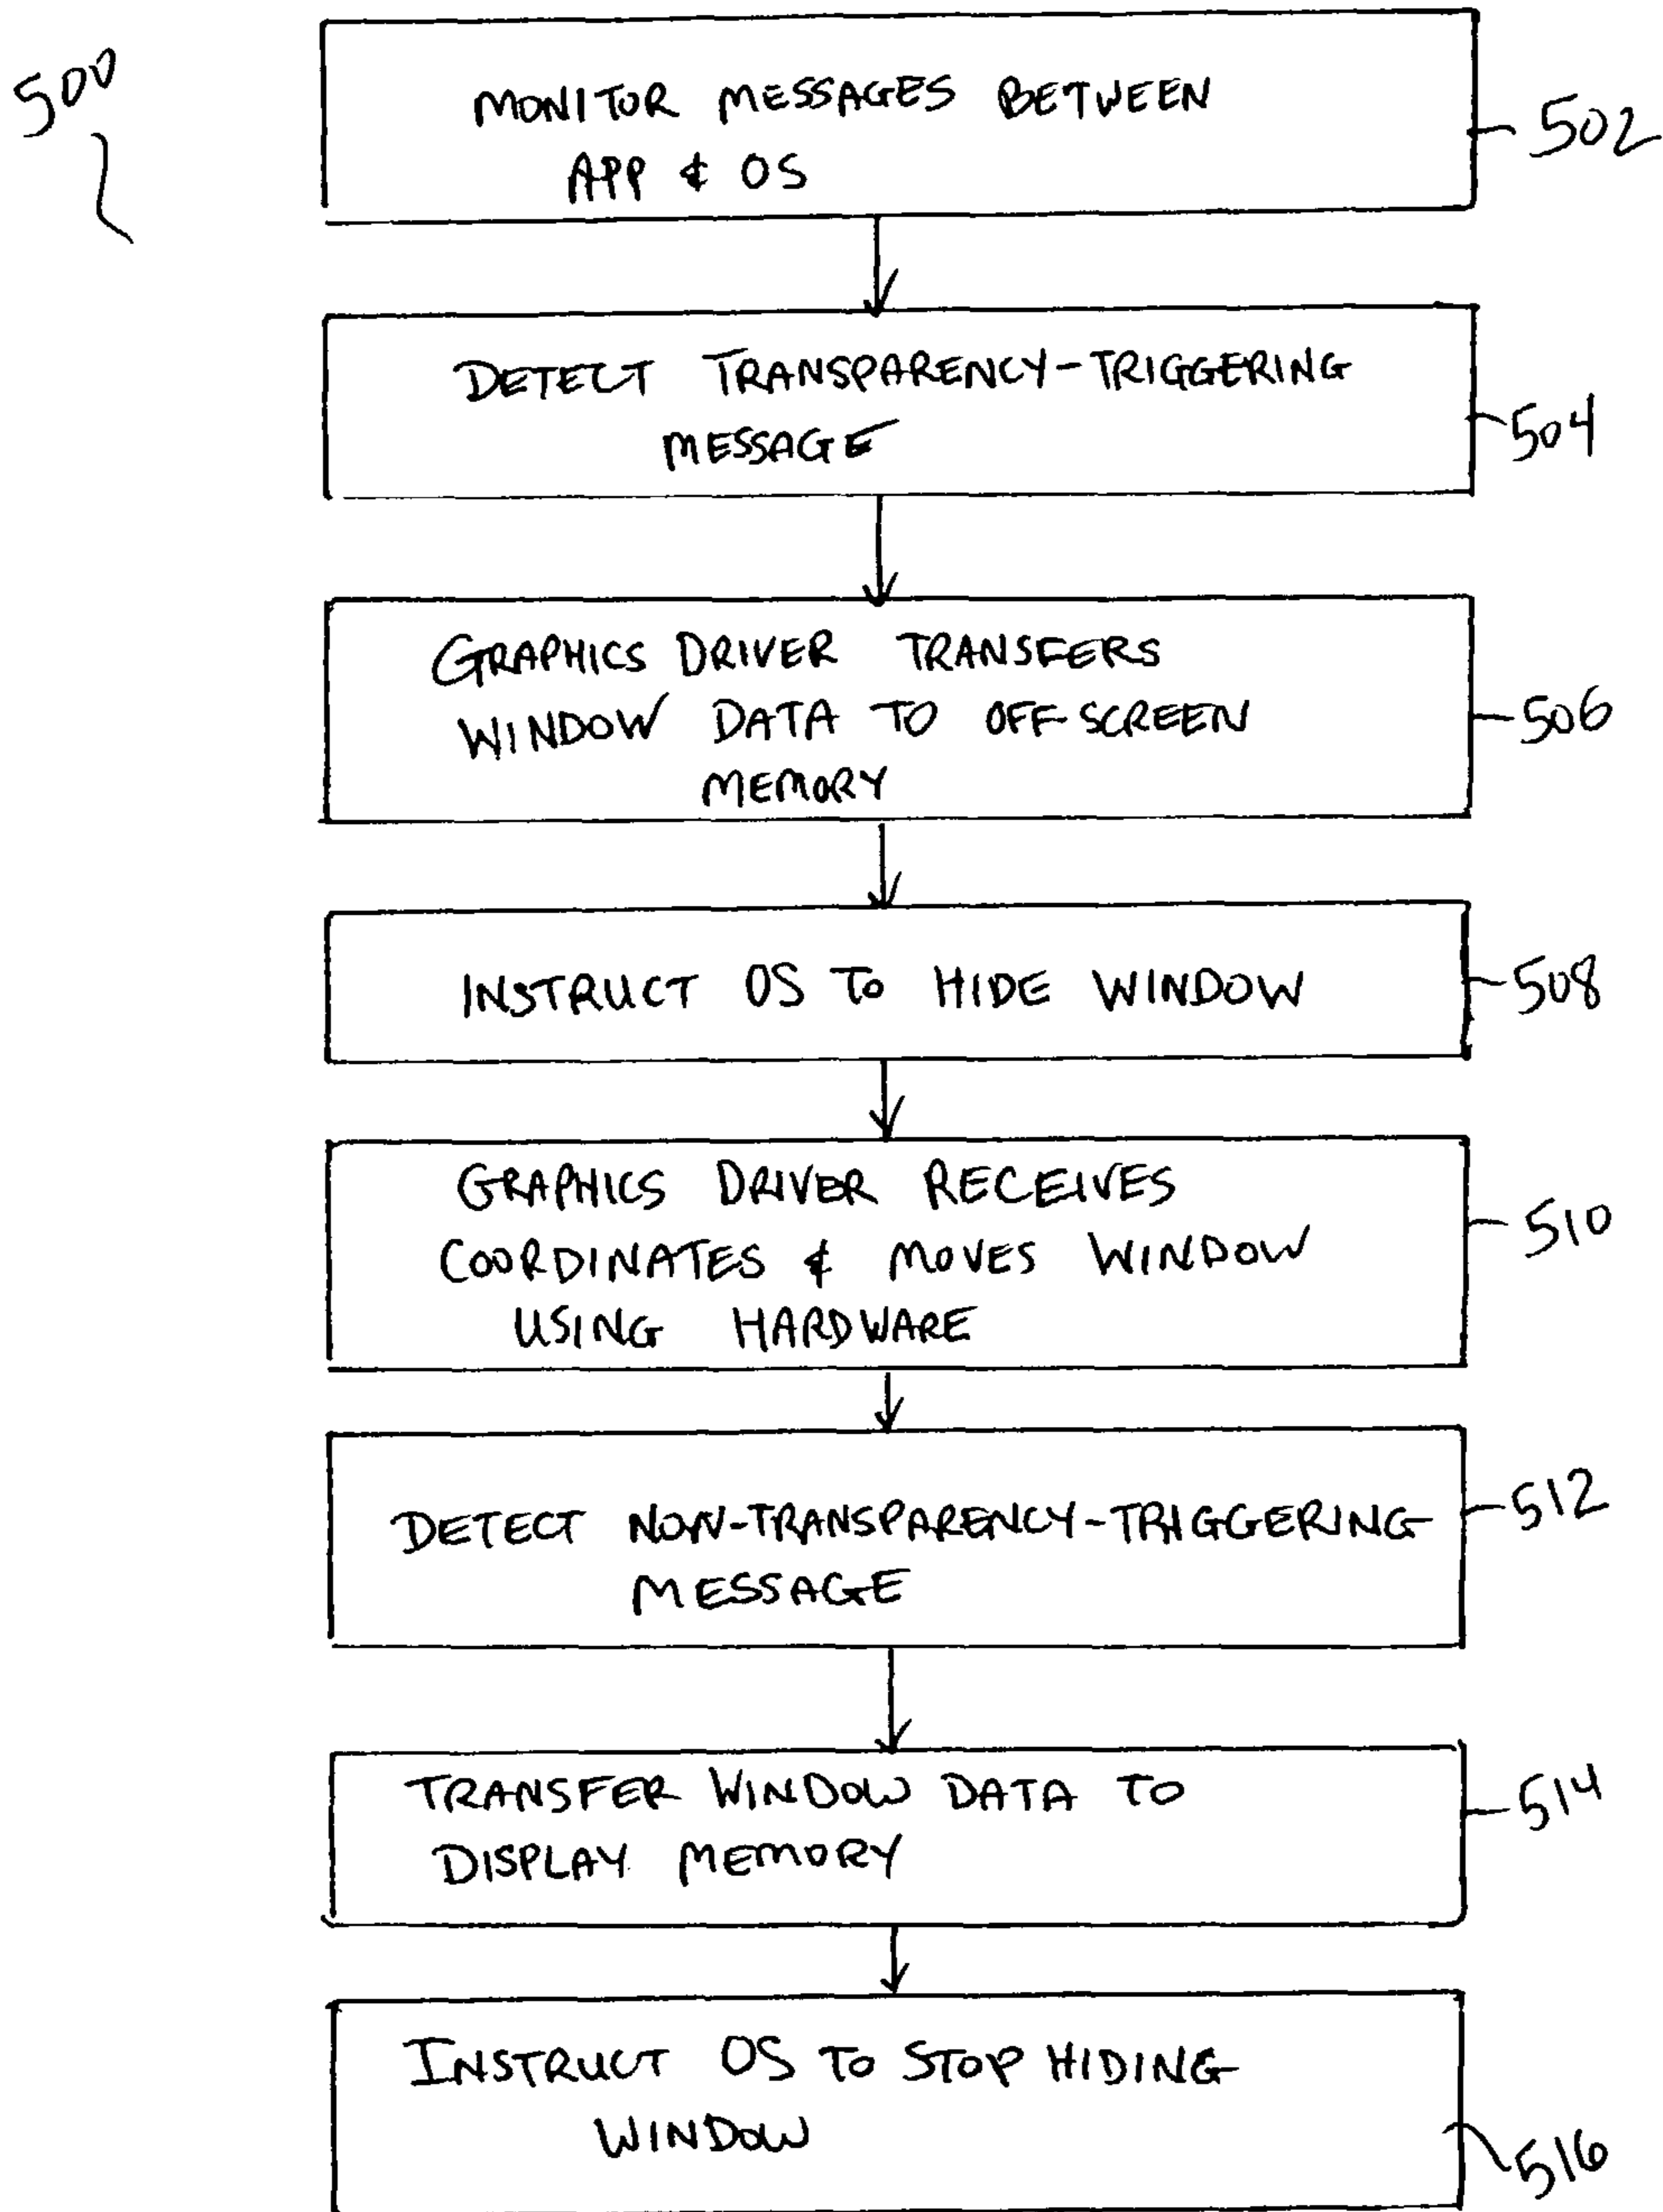 500
MONITOR MESSAGES BETWEEN
APP & OS
502
DETECT TRANSPARENCY-TRIGGERING
MESSAGE
504
GRAPHICS DRIVER TRANSFERS
WINDOW DATA TO OFF-SCREEN
MEMORY
506
INSTRUCT OS TO HIDE WINDOW
508
GRAPHICS DRIVER RECEIVES
COORDINATES & MOVES WINDOW
USING HARDWARE
510
DETECT NON-TRANSPARENCY-TRIGGERING
MESSAGE
512
TRANSFER WINDOW DATA TO
DISPLAY MEMORY
514
INSTRUCT OS TO STOP HIDING
WINDOW
516